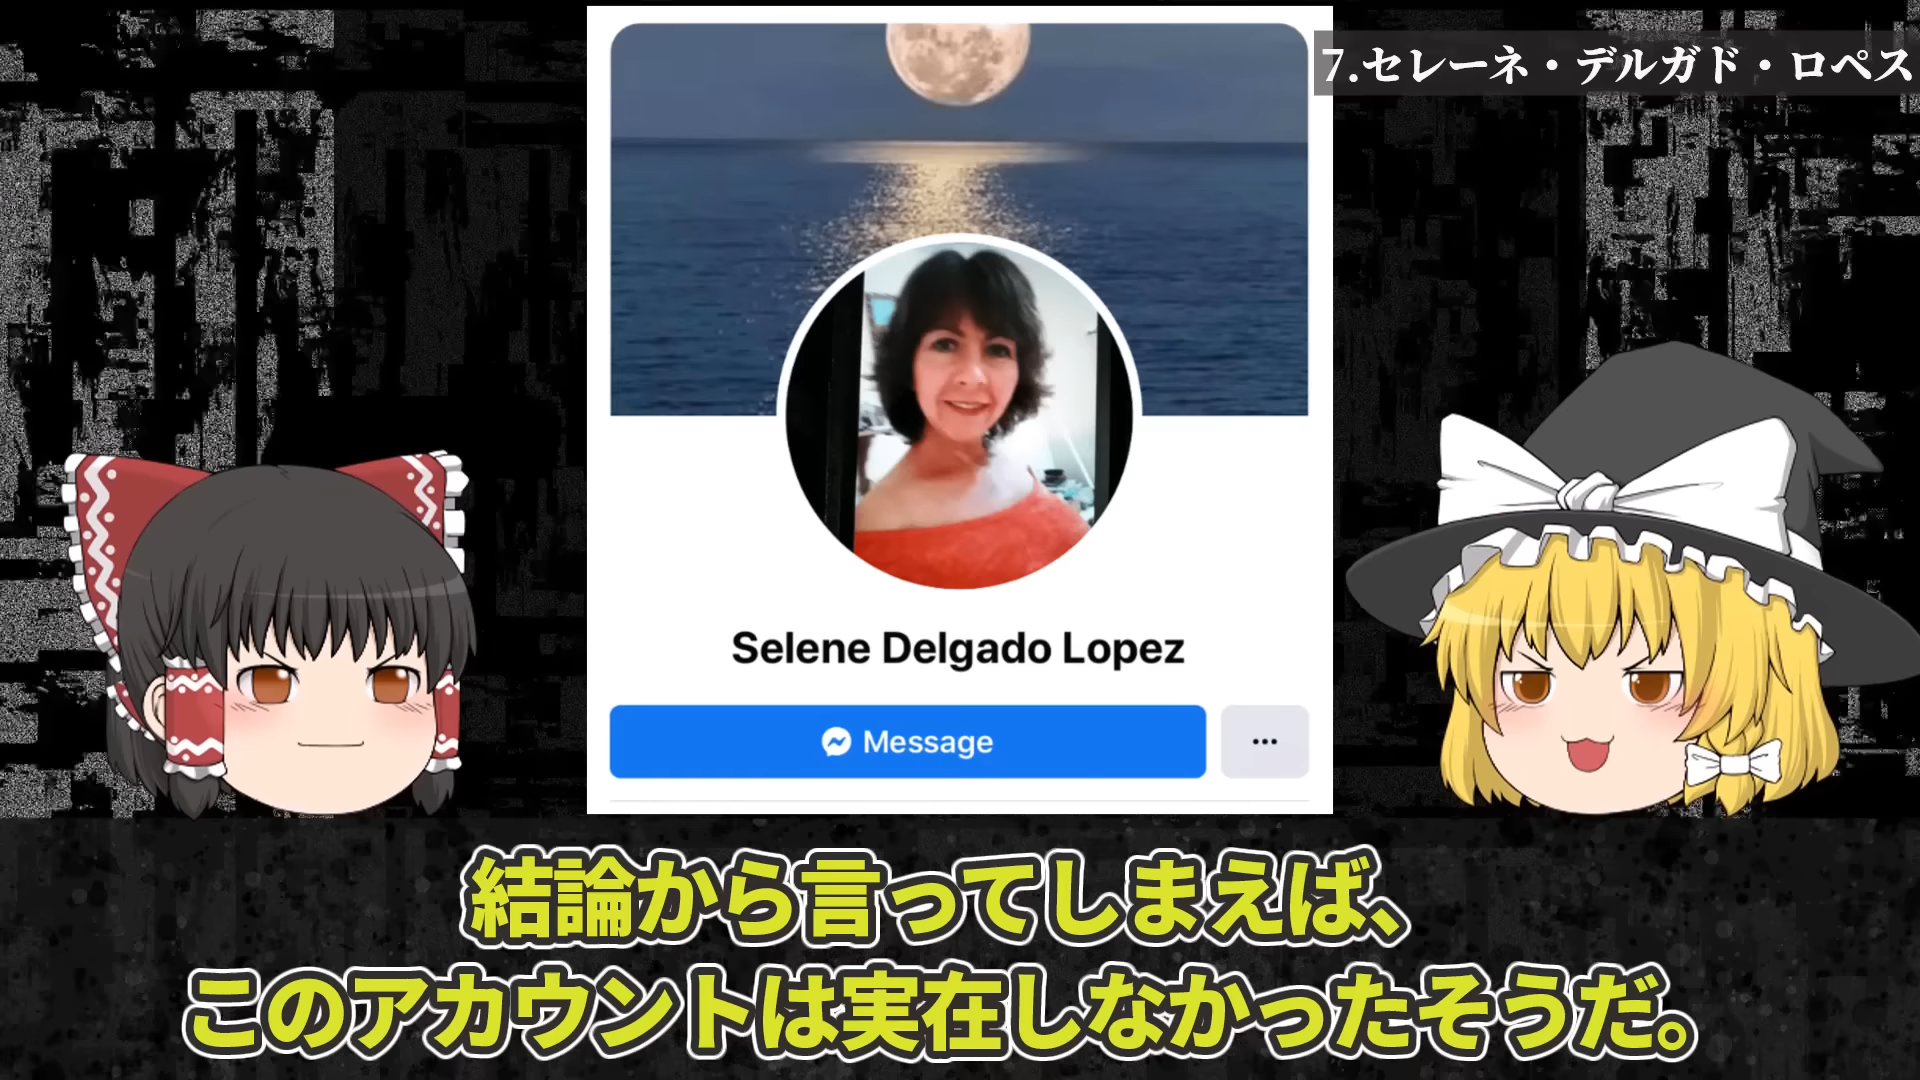 7.セレーネ・デルガド・ロペス
Selene Delgado Lopez
Message
結論から言ってしまえば、
このアカウントは実在しなかったそうだ。